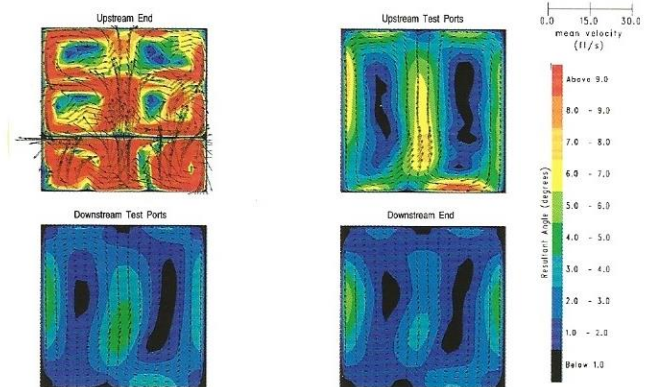 Upstream End
Upstream Test Ports
0.0 15.0 30.0
mean velocity
(ft/s)
Downstream Test Ports
Downstream End
Resultant Angle (degrees)
Above 9.0
8.0 - 9.0
7.0 - 8.0
6.0 - 7.0
5.0 - 6.0
4.0 - 5.0
3.0 - 4.0
2.0 - 3.0
1.0 - 2.0
Below 1.0